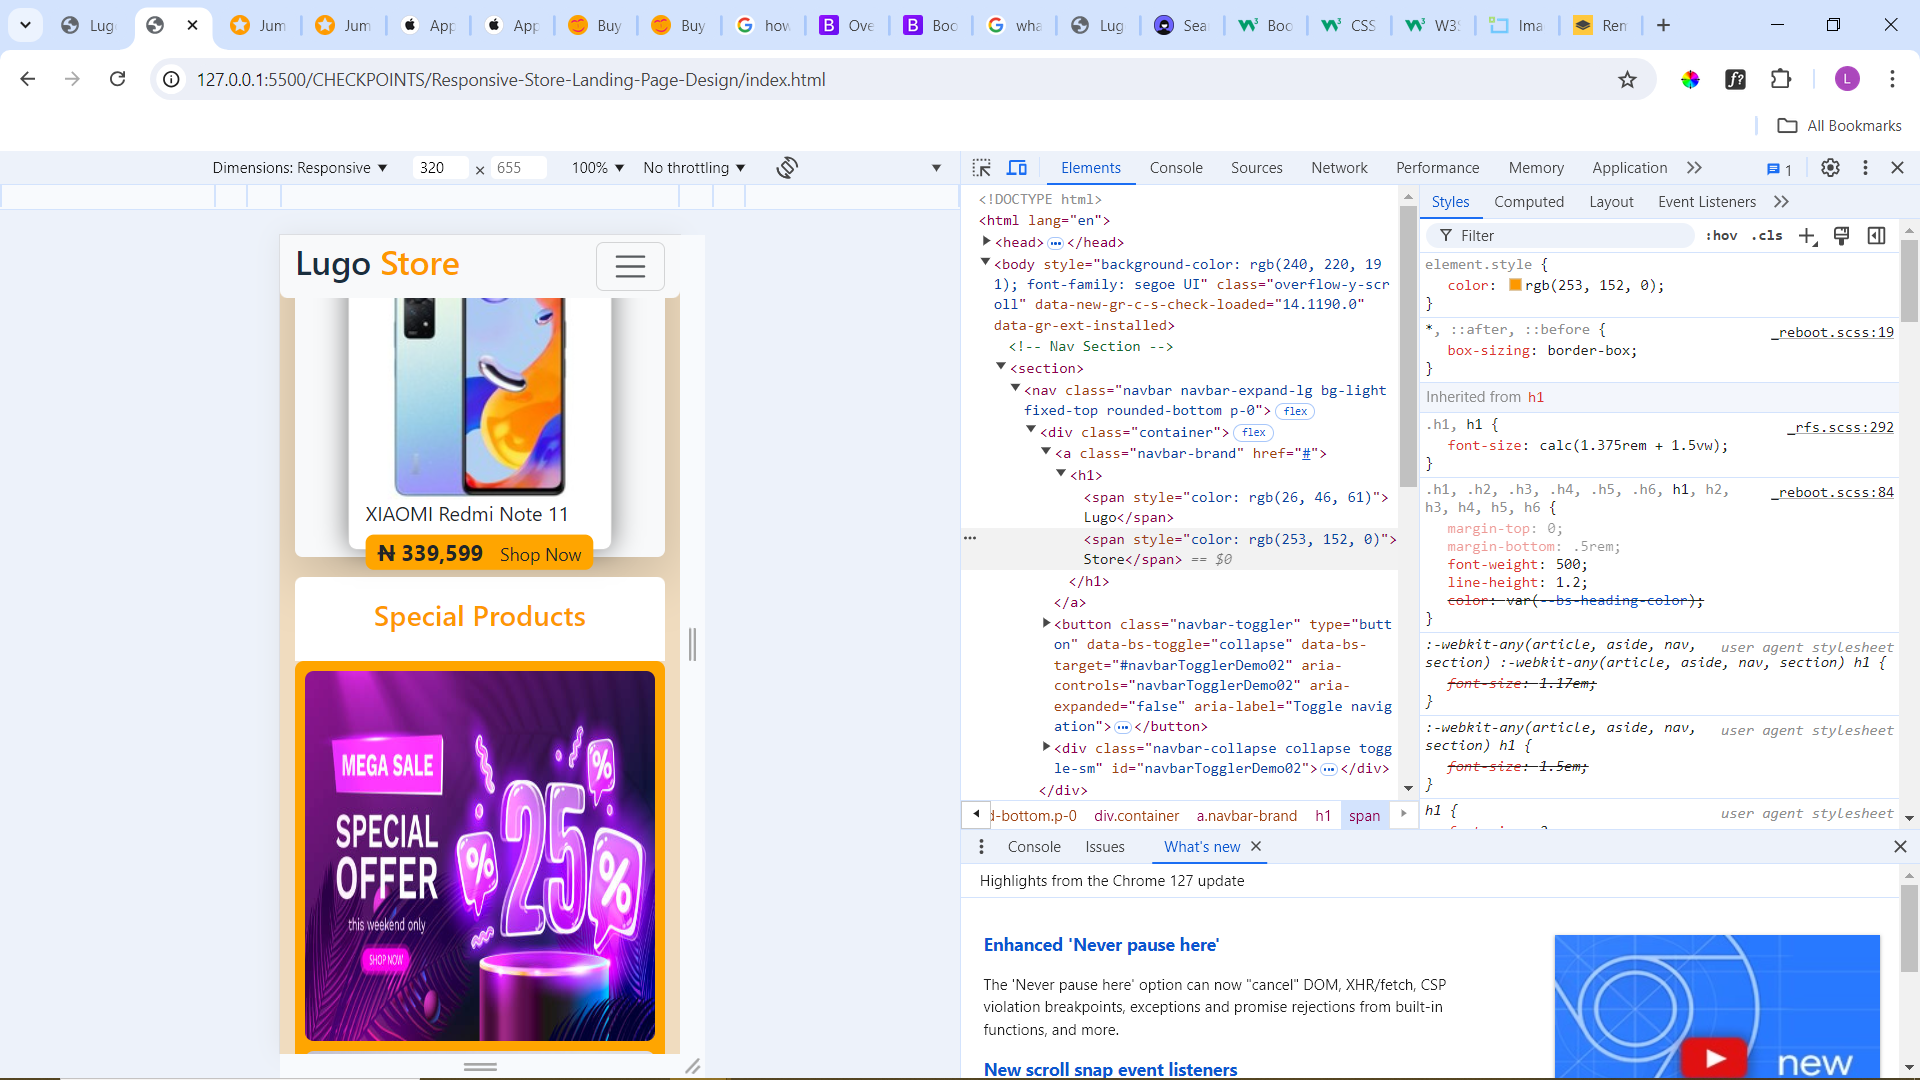 Lug
Jum
Jum
App
App
Buy
Buy
how
Ove
Boo
wha
Lug
Sea
Boo
CSS
W3S
Ima
Ren
127.0.0.1:5500/CHECKPOINTS/Responsive-Store-Landing-Page-Design/index.html
f?
L
All Bookmarks
Dimensions: Responsive 320 × 655 100% No throttling
Elements Console Sources Network Performance Memory Application 1
Lugo Store
XIAOMI Redmi Note 11
₦ 339,599 Shop Now
Special Products
MEGA SALE
SPECIAL
OFFER
this weekend only
SHOP NOW
25
% % %
<!DOCTYPE html>
<html lang="en">
<head> ••• </head>
<body style="background-color: rgb(240, 220, 19
1); font-family: segoe UI" class="overflow-y-scr
oll" data-new-gr-c-s-check-loaded="14.1190.0"
data-gr-ext-installed>
<!-- Nav Section -->
<section>
<nav class="navbar navbar-expand-lg bg-light
fixed-top rounded-bottom p-0"> flex
<div class="container"> flex
<a class="navbar-brand" href="#">
<h1>
<span style="color: rgb(26, 46, 61)">
Lugo</span>
••• <span style="color: rgb(253, 152, 0)">
Store</span> == $0
</h1>
</a>
<button class="navbar-toggler" type="butt
on" data-bs-toggle="collapse" data-bs-
target="#navbarTogglerDemo02" aria-
controls="navbarTogglerDemo02" aria-
expanded="false" aria-label="Toggle navig
ation"> ••• </button>
<div class="navbar-collapse collapse togg
le-sm" id="navbarTogglerDemo02"> ••• </div>
</div>
d-bottom.p-0 div.container a.navbar-brand h1 span
Styles Computed Layout Event Listeners
Filter :hov .cls
element.style {
color: rgb(253, 152, 0);
}
*, ::after, ::before { _reboot.scss:19
box-sizing: border-box;
}
Inherited from h1
.h1, h1 { _rfs.scss:292
font-size: calc(1.375rem + 1.5vw);
}
.h1, .h2, .h3, .h4, .h5, .h6, h1, h2, _reboot.scss:84
h3, h4, h5, h6 {
margin-top: 0;
margin-bottom: .5rem;
font-weight: 500;
line-height: 1.2;
color: var(--bs-heading-color);
}
:-webkit-any(article, aside, nav, user agent stylesheet
section) :-webkit-any(article, aside, nav, section) h1 {
font-size: 1.17em;
}
:-webkit-any(article, aside, nav, user agent stylesheet
section) h1 {
font-size: 1.5em;
}
h1 { user agent stylesheet
Console Issues What's new
Highlights from the Chrome 127 update
Enhanced 'Never pause here'
The 'Never pause here' option can now "cancel" DOM, XHR/fetch, CSP
violation breakpoints, exceptions and promise rejections from built-in
functions, and more.
New scroll snap event listeners
new